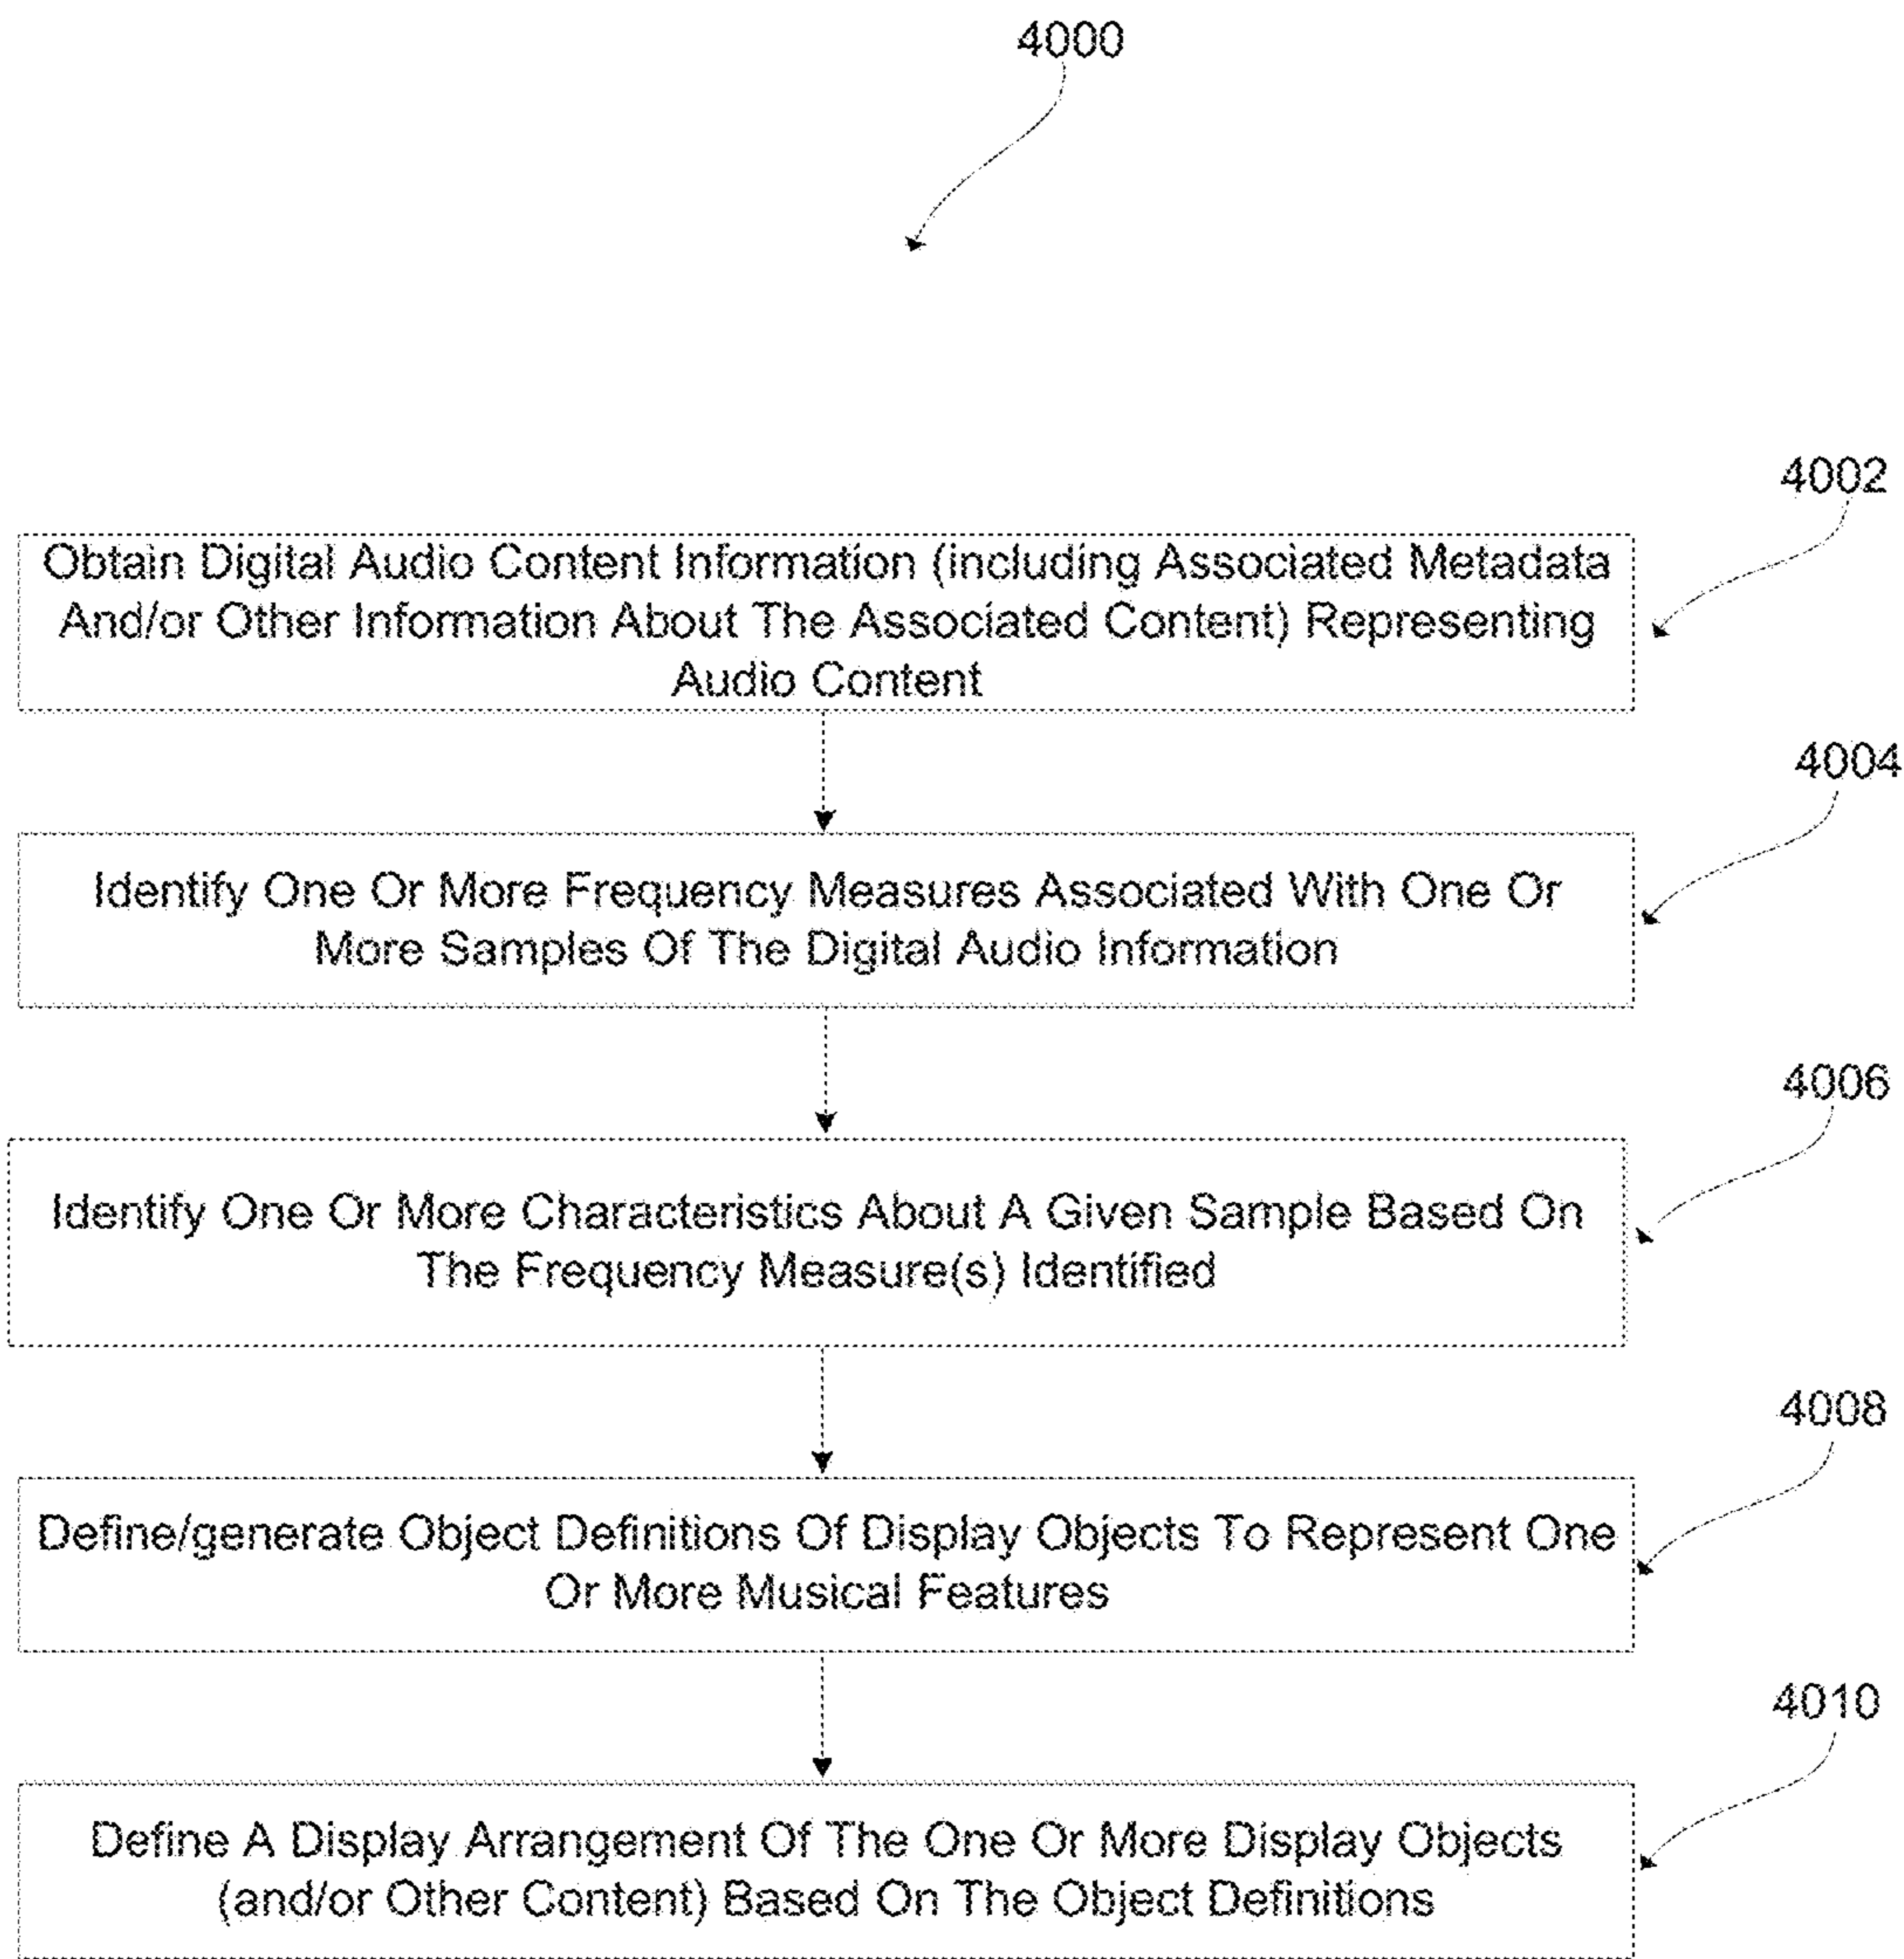 4000
4002
Obtain Digital Audio Content Information (including Associated Metadata
And/or Other Information About The Associated Content) Representing
Audio Content
4004
Identify One Or More Frequency Measures Associated With One Or
More Samples Of The Digital Audio Information
4006
Identify One Or More Characteristics About A Given Sample Based On
The Frequency Measure(s) Identified
4008
Define/generate Object Definitions Of Display Objects To Represent One
Or More Musical Features
4010
Define A Display Arrangement Of The One Or More Display Objects
(and/or Other Content) Based On The Object Definitions